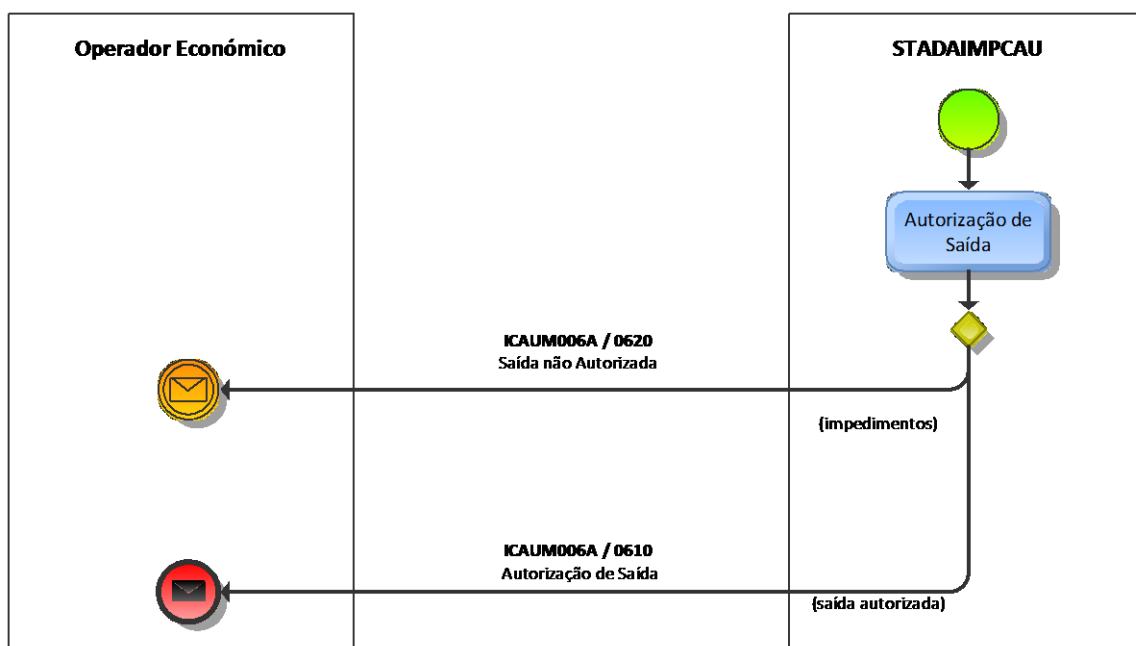 Operador Económico
STADAIMPCAU
Autorização de
Saída
ICAUM006A / 0620
Saída não Autorizada
(impedimentos)
ICAUM006A / 0610
Autorização de Saída
(saída autorizada)